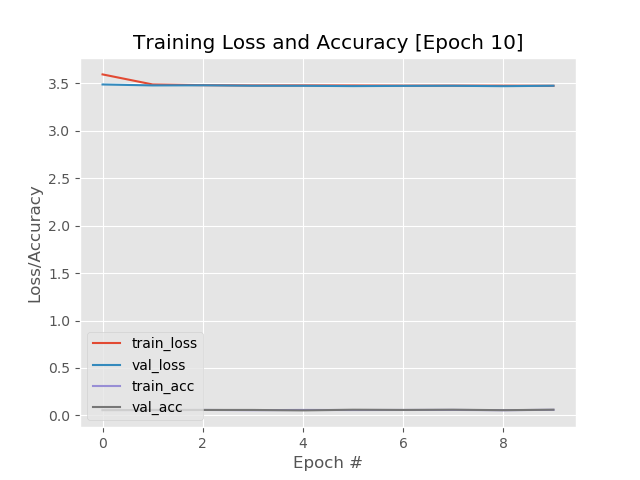 Training Loss and Accuracy [Epoch 10]
3.5
3.0
2.5
2.0
1.5
1.0
0.5
0.0
Loss/Accuracy
train_loss
val_loss
train_acc
val_acc
0 2 4 6 8
Epoch #